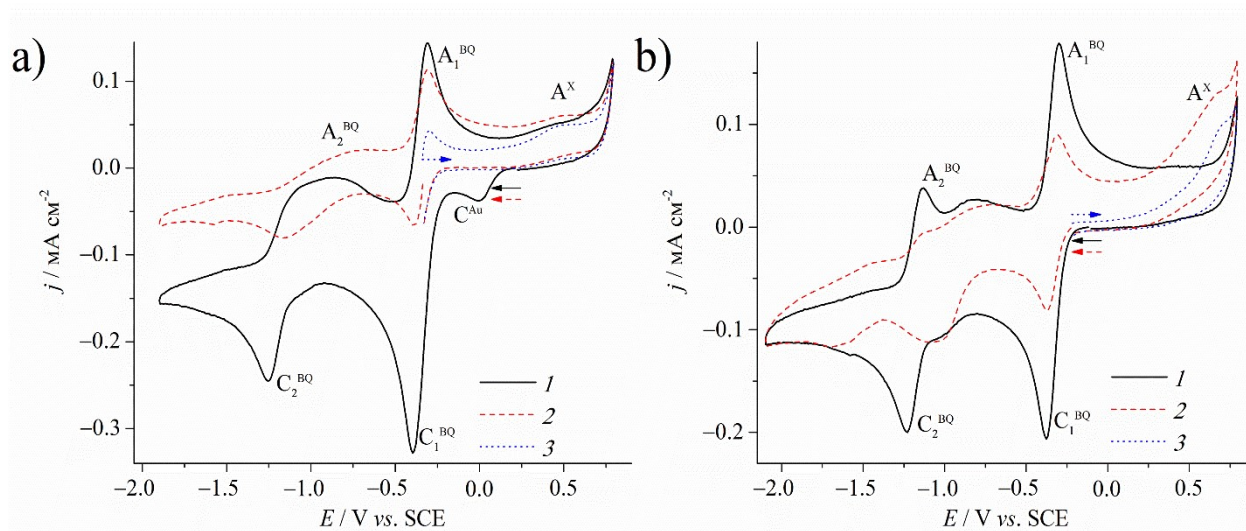 a)
0.1
0.0
−0.1
−0.2
−0.3
j / мА см⁻²
A₁ᴮQ
A₂ᴮQ
Aˣ
Cᴬᵘ
C₂ᴮQ
C₁ᴮQ
1
2
3
−2.0 −1.5 −1.0 −0.5 0.0 0.5
E / V vs. SCE
b)
0.1
0.0
−0.1
−0.2
j / мА см⁻²
A₁ᴮQ
Aˣ
A₂ᴮQ
C₂ᴮQ
C₁ᴮQ
1
2
3
−2.0 −1.5 −1.0 −0.5 0.0 0.5
E / V vs. SCE